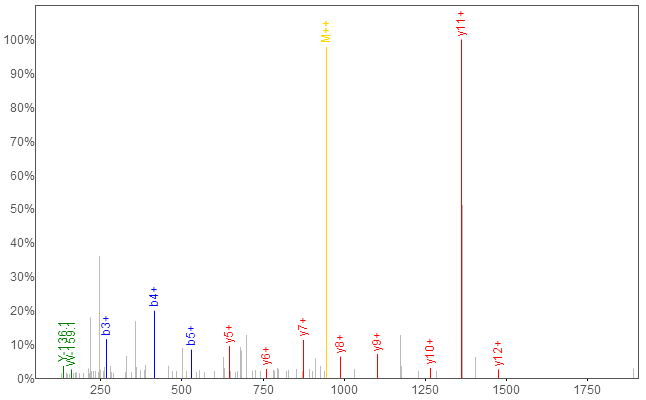 100%
90%
80%
70%
60%
50%
40%
30%
20%
10%
0%
250
500
750
1000
1250
1500
1750
Y-136.1
W-159.1
b3+
b4+
b5+
y5+
y6+
y7+
M++
y8+
y9+
y10+
y11+
y12+